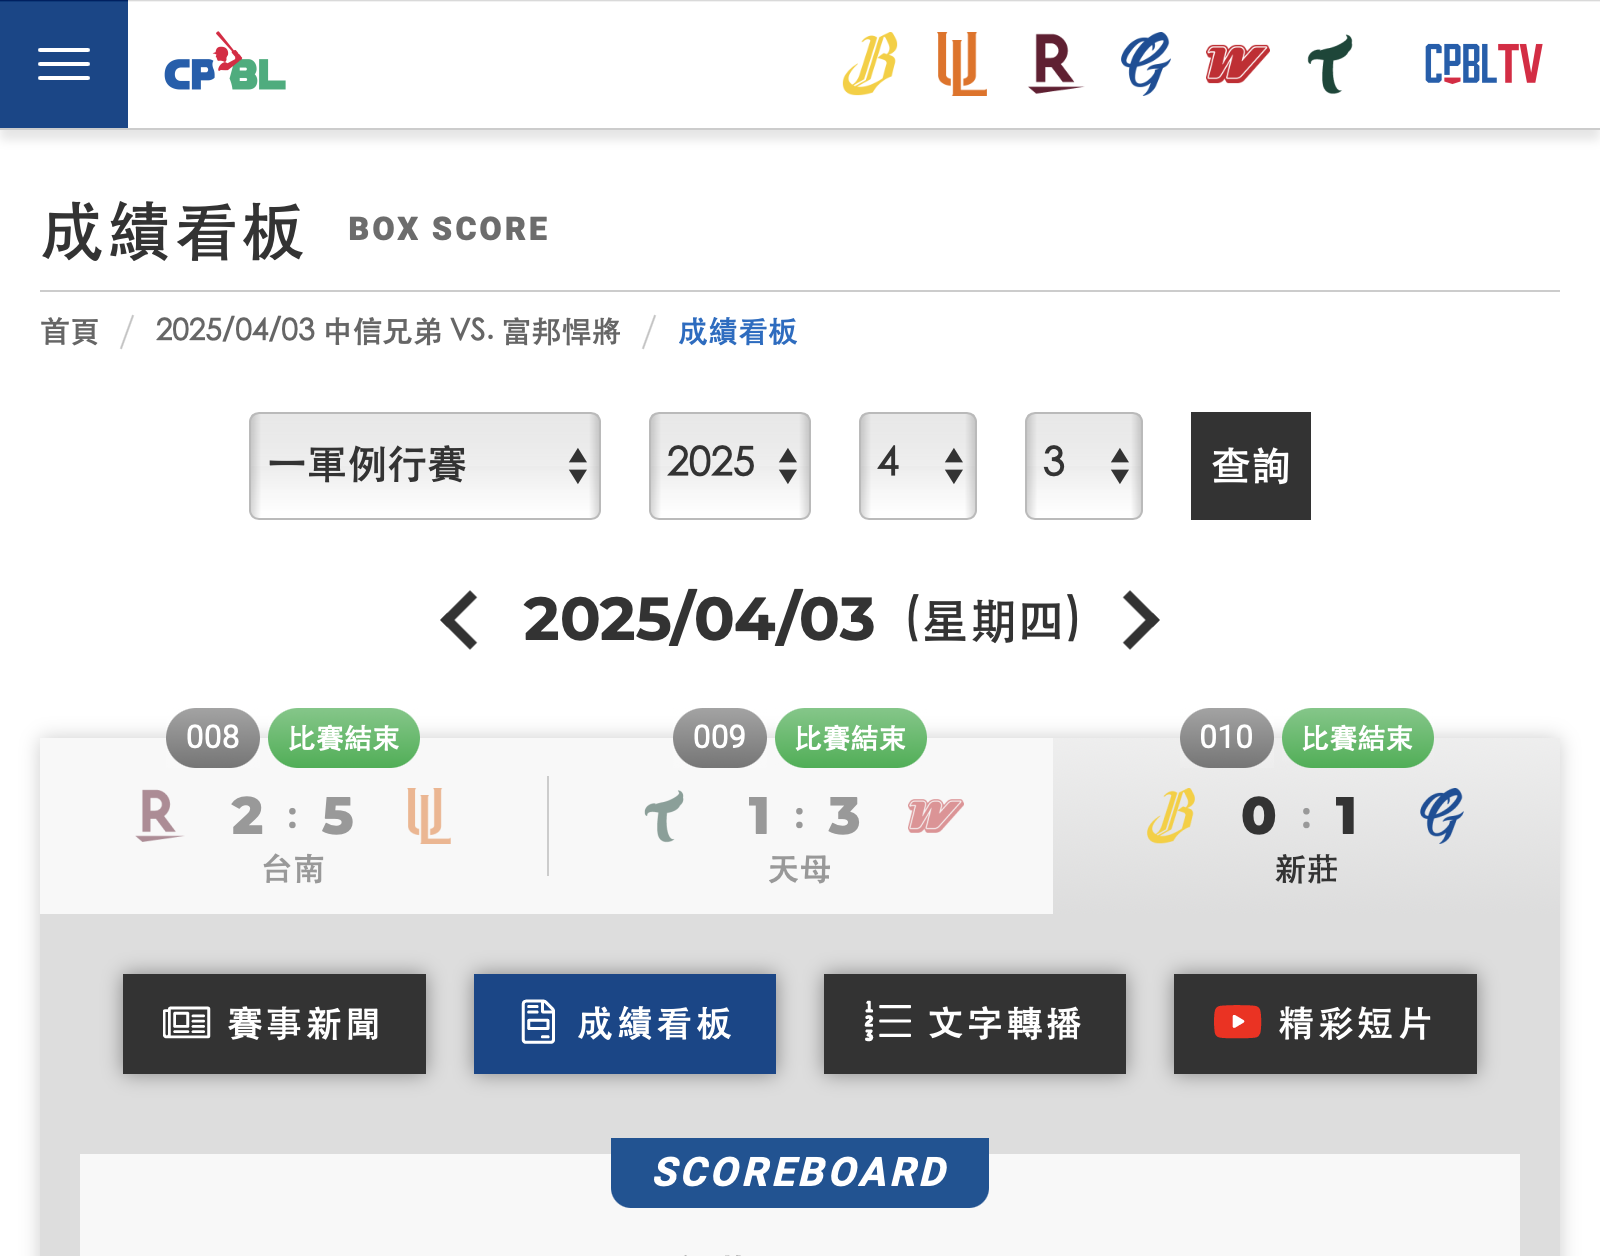 CPBL
B UL R G W T CPBLTV
成績看板 BOX SCORE
首頁 / 2025/04/03 中信兄弟 VS. 富邦悍將 / 成績看板
一軍例行賽 2025 4 3 查詢
2025/04/03 (星期四)
008 比賽結束 009 比賽結束 010 比賽結束
R 2 : 5 UL T 1 : 3 W B 0 : 1 G
台南 天母 新莊
賽事新聞 成績看板 文字轉播 精彩短片
SCOREBOARD